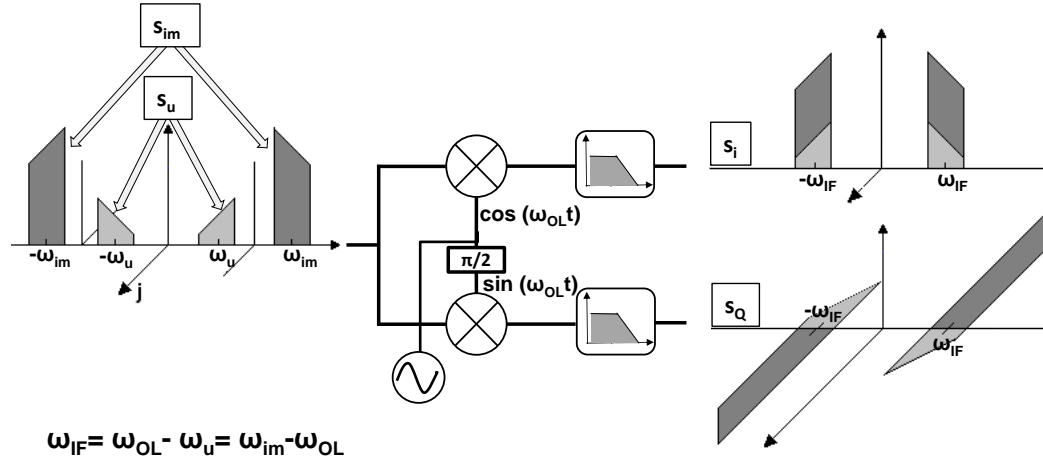 s_im
s_u
-ω_im
-ω_u
ω_u
ω_im
j
cos (ω_OL t)
π/2
sin (ω_OL t)
s_i
-ω_IF
ω_IF
s_Q
-ω_IF
ω_IF
ω_IF= ω_OL- ω_u= ω_im-ω_OL